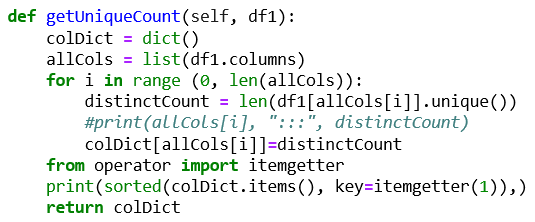 def getUniqueCount(self, df1):
    colDict = dict()
    allCols = list(df1.columns)
    for i in range (0, len(allCols)):
        distinctCount = len(df1[allCols[i]].unique())
        #print(allCols[i], ":::", distinctCount)
        colDict[allCols[i]]=distinctCount
    from operator import itemgetter
    print(sorted(colDict.items(), key=itemgetter(1)),)
    return colDict